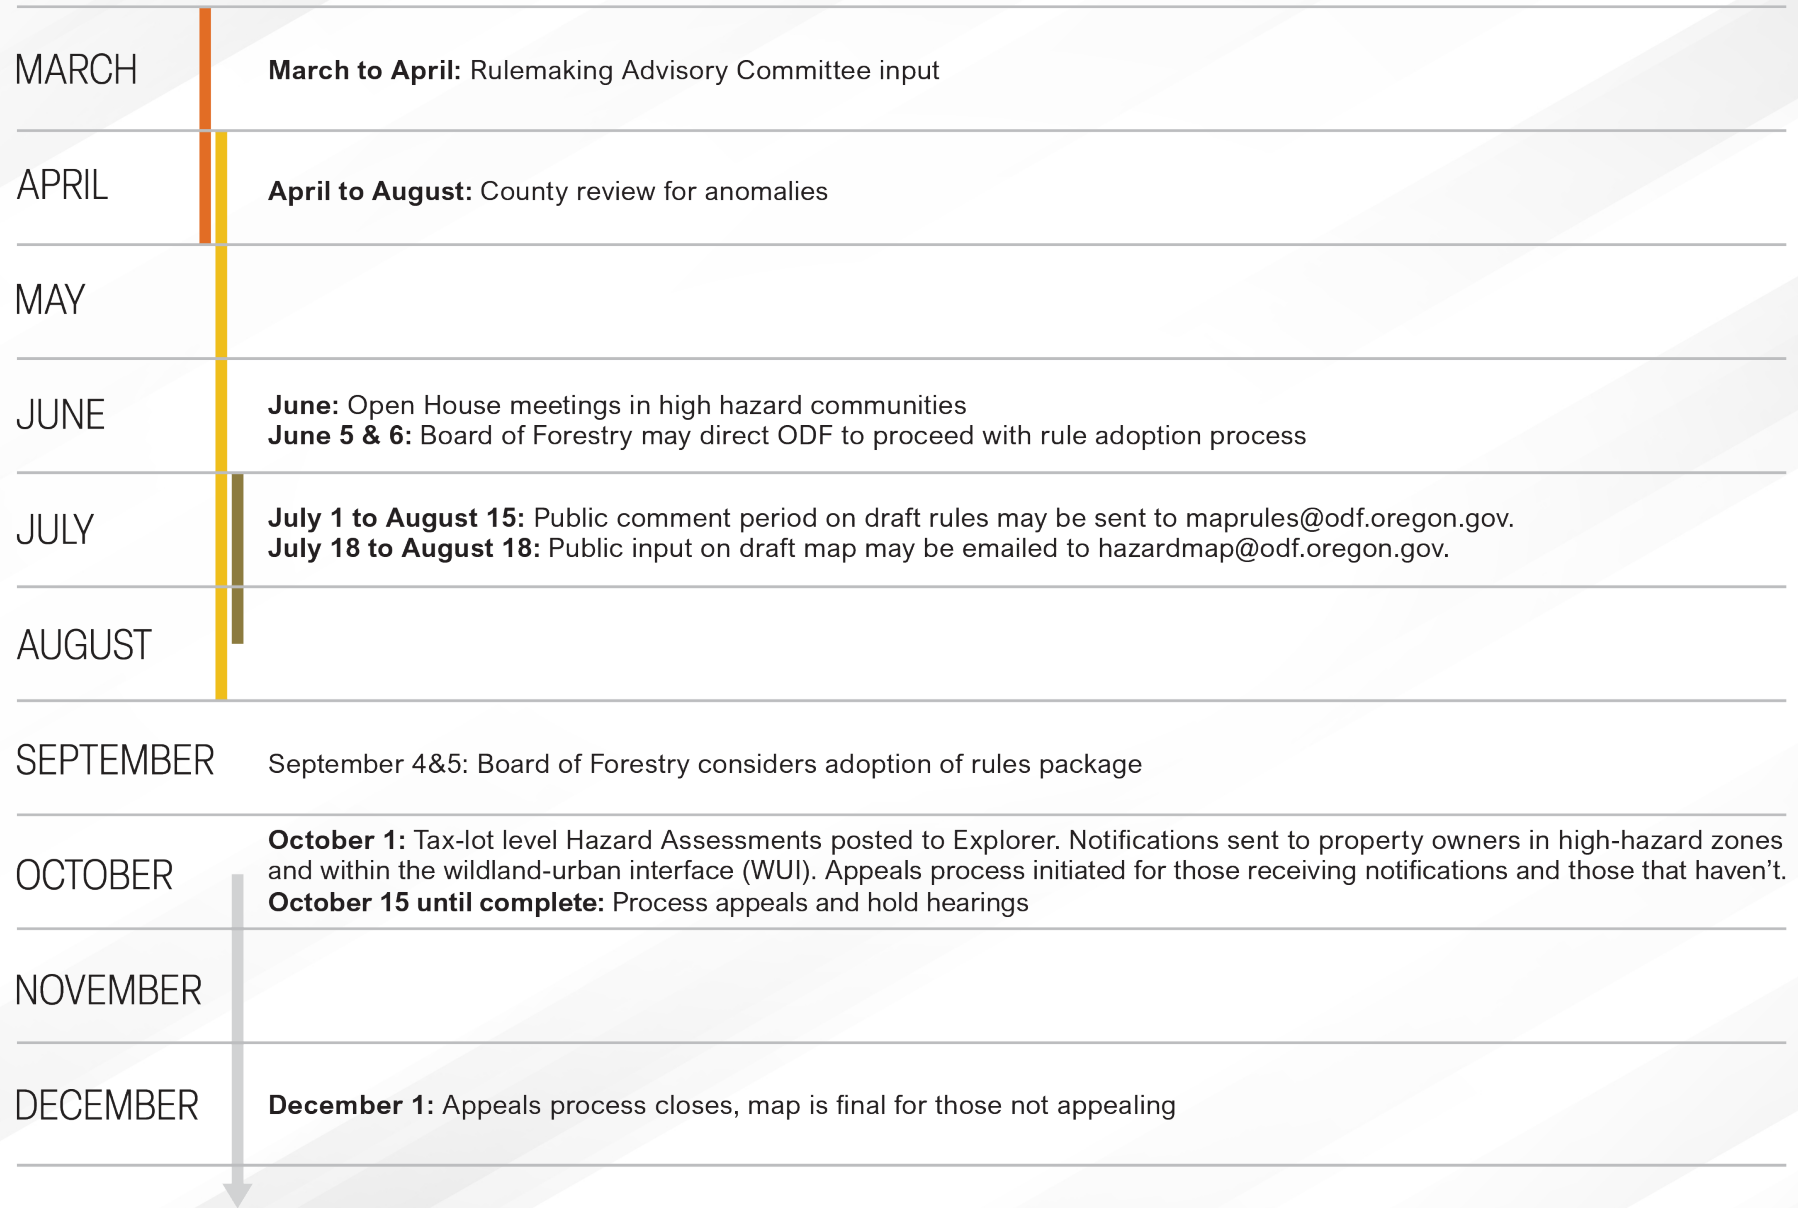 MARCH
March to April: Rulemaking Advisory Committee input
APRIL
April to August: County review for anomalies
MAY
JUNE
June: Open House meetings in high hazard communities
June 5 & 6: Board of Forestry may direct ODF to proceed with rule adoption process
JULY
July 1 to August 15: Public comment period on draft rules may be sent to maprules@odf.oregon.gov.
July 18 to August 18: Public input on draft map may be emailed to hazardmap@odf.oregon.gov.
AUGUST
SEPTEMBER
September 4&5: Board of Forestry considers adoption of rules package
OCTOBER
October 1: Tax-lot level Hazard Assessments posted to Explorer. Notifications sent to property owners in high-hazard zones
and within the wildland-urban interface (WUI). Appeals process initiated for those receiving notifications and those that haven’t.
October 15 until complete: Process appeals and hold hearings
NOVEMBER
DECEMBER
December 1: Appeals process closes, map is final for those not appealing